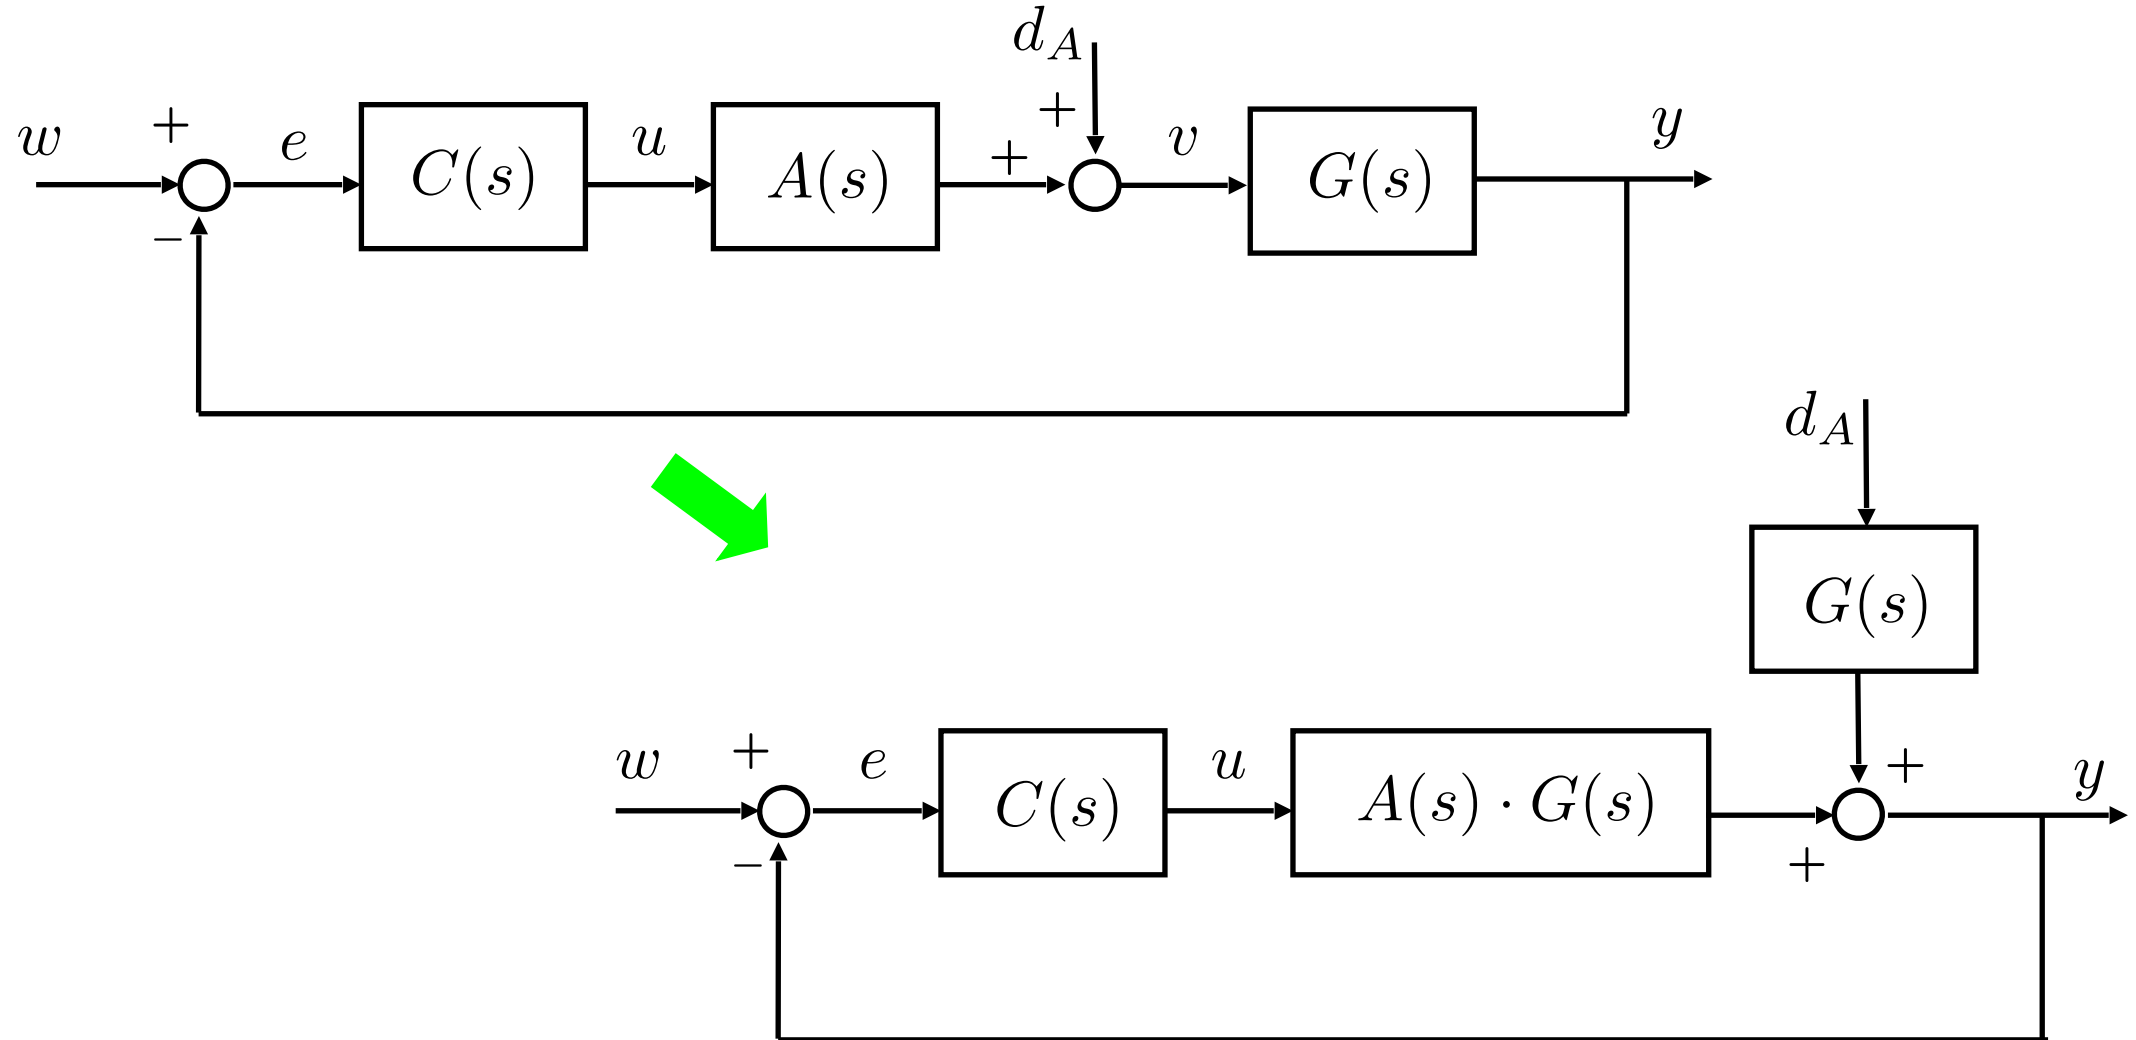 d_A
w + e C(s) u A(s) + + v G(s) y
−
d_A
G(s)
w + e C(s) u A(s) · G(s) + y
− +